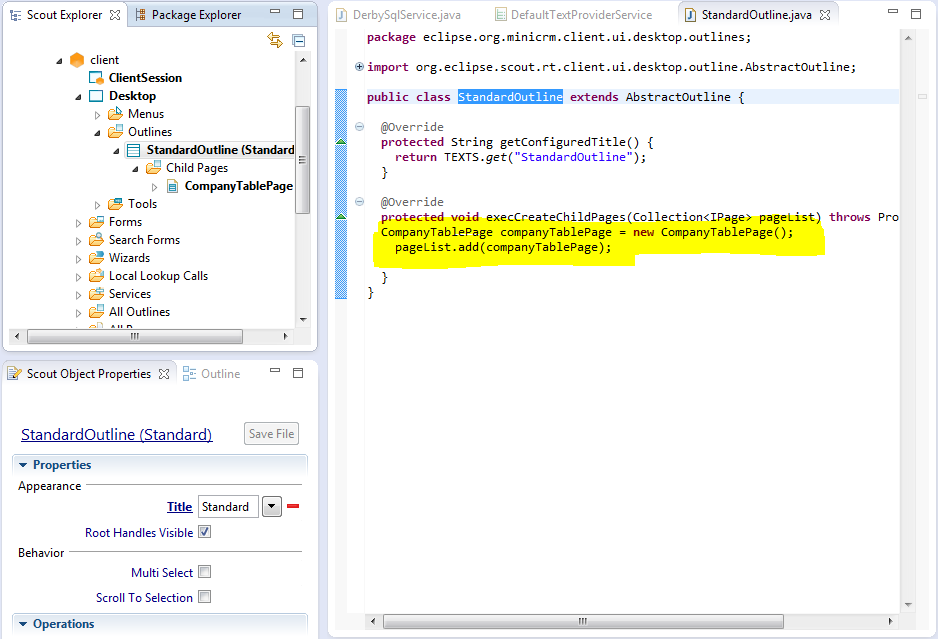 Scout Explorer
Package Explorer
client
ClientSession
Desktop
Menus
Outlines
StandardOutline (Standard
Child Pages
CompanyTablePage
Tools
Forms
Search Forms
Wizards
Local Lookup Calls
Services
All Outlines
Scout Object Properties
Outline
StandardOutline (Standard)
Save File
Properties
Appearance
Title Standard
Root Handles Visible
Behavior
Multi Select
Scroll To Selection
Operations
DerbySqlService.java
DefaultTextProviderService
StandardOutline.java
package eclipse.org.minicrm.client.ui.desktop.outlines;
import org.eclipse.scout.rt.client.ui.desktop.outline.AbstractOutline;
public class StandardOutline extends AbstractOutline {
@Override
protected String getConfiguredTitle() {
return TEXTS.get("StandardOutline");
}
@Override
protected void execCreateChildPages(Collection<IPage> pageList) throws Pro
CompanyTablePage companyTablePage = new CompanyTablePage();
pageList.add(companyTablePage);
}
}